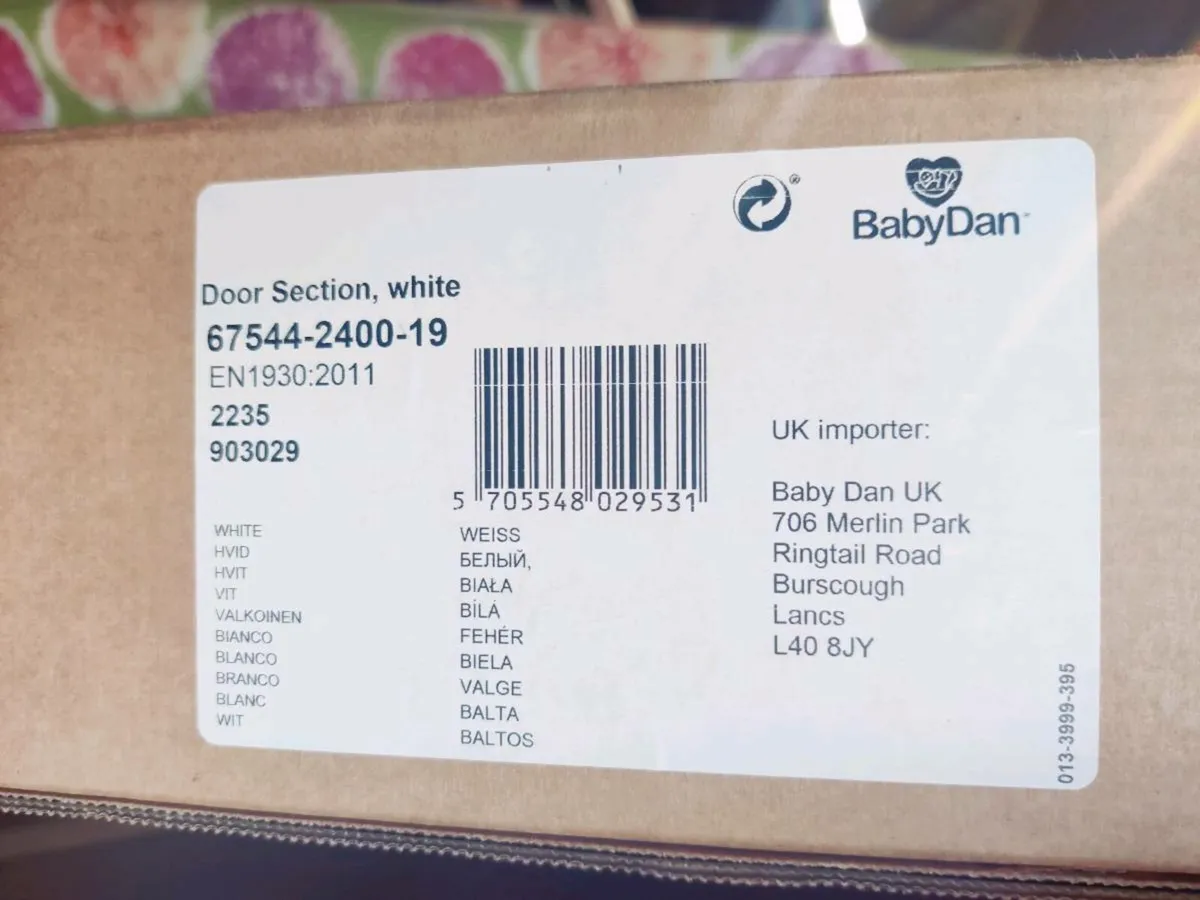 BabyDan
Door Section, white
67544-2400-19
EN1930:2011
2235
903029
5 705548 029531
WHITE
HVID
HVIT
VIT
VALKOINEN
BIANCO
BLANCO
BRANCO
BLANC
WIT
WEISS
БЕЛЫЙ,
BIAŁA
BÍLÁ
FEHÉR
BIELA
VALGE
BALTA
BALTOS
UK importer:
Baby Dan UK
706 Merlin Park
Ringtail Road
Burscough
Lancs
L40 8JY
013-3999-395